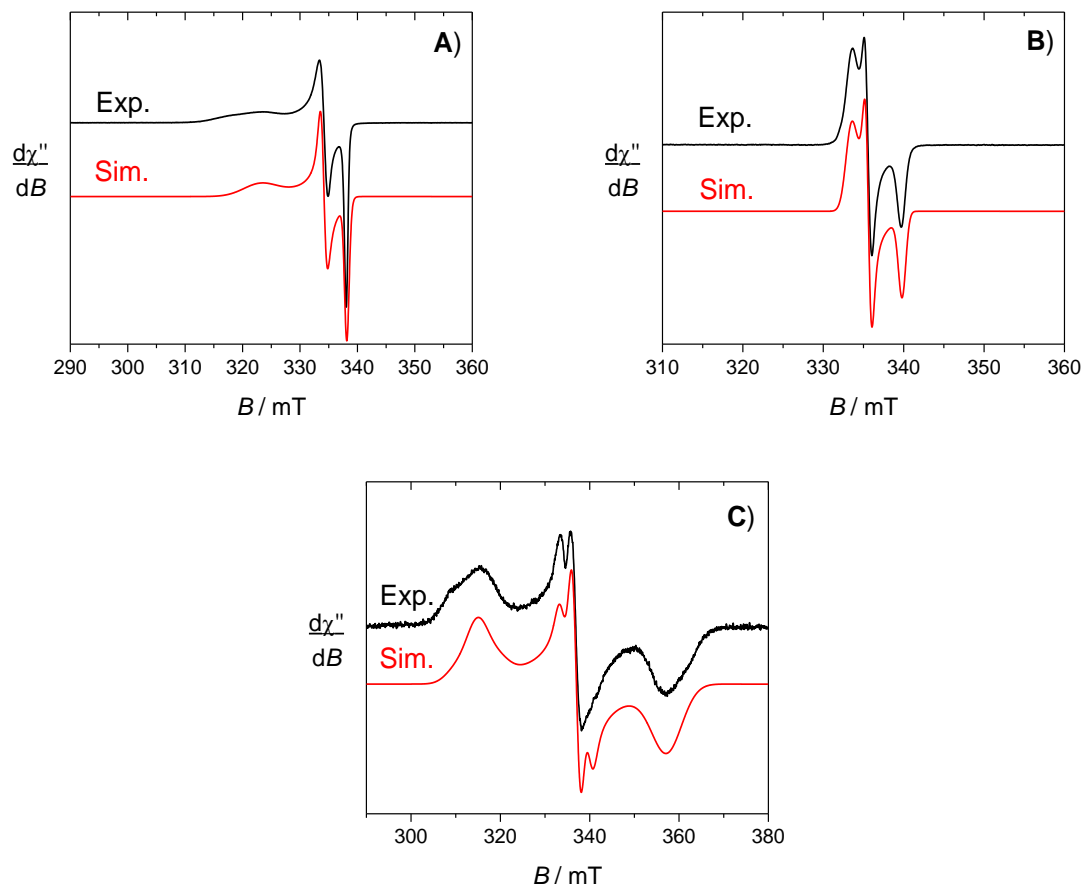 A)
Exp.
Sim.
dχ"
dB
290 300 310 320 330 340 350 360
B / mT
B)
Exp.
Sim.
dχ"
dB
310 320 330 340 350 360
B / mT
C)
Exp.
Sim.
dχ"
dB
300 320 340 360 380
B / mT